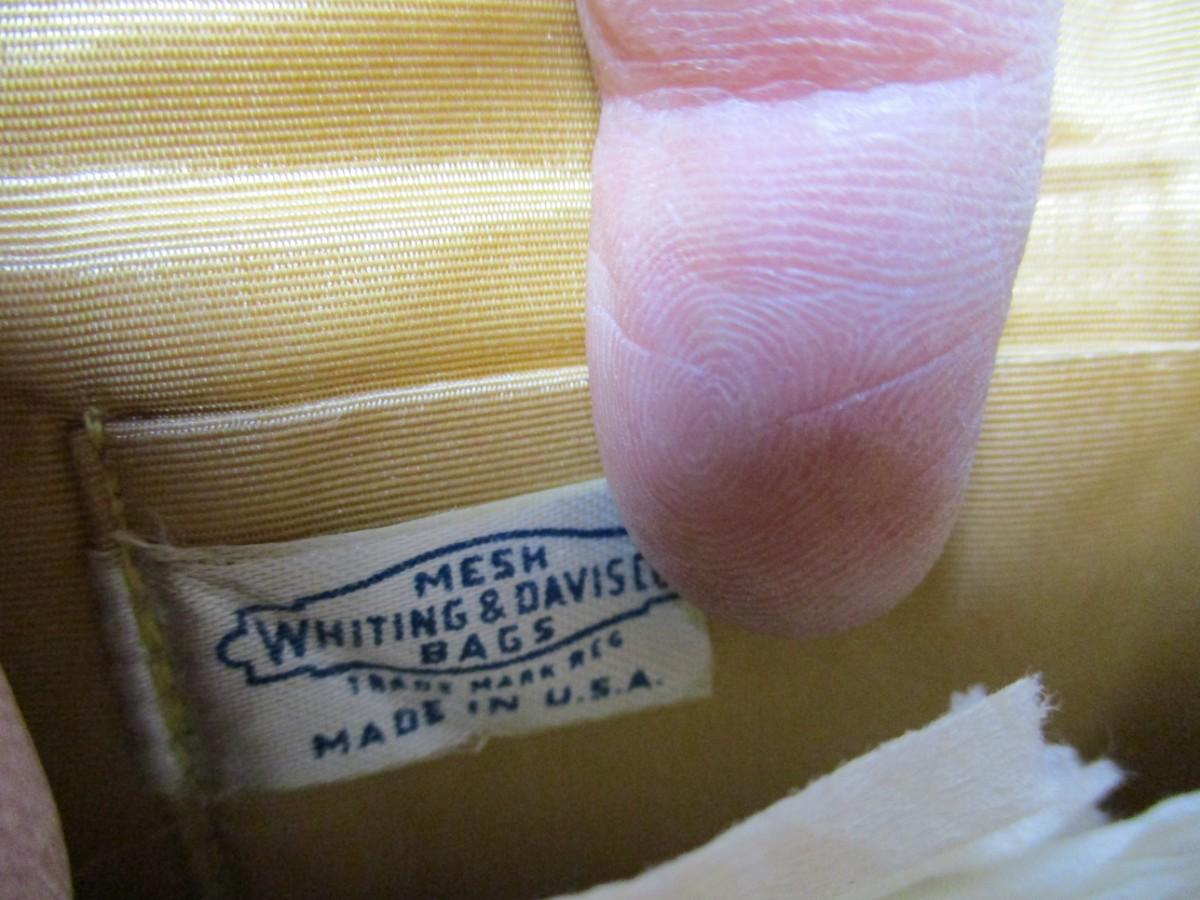 MESH
WHITING & DAVIS CO
BAGS
TRADE MARK REG
MADE IN U.S.A.